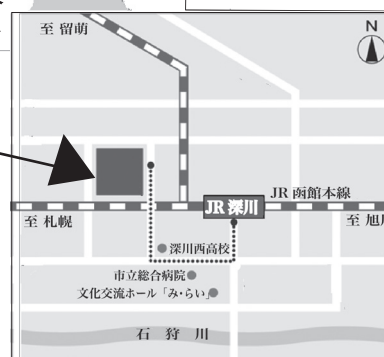 至 留萌
N
JR 函館本線
JR 深川
至 札幌
至 旭
深川西高校
市立総合病院
文化交流ホール「み・らい」
石 狩 川